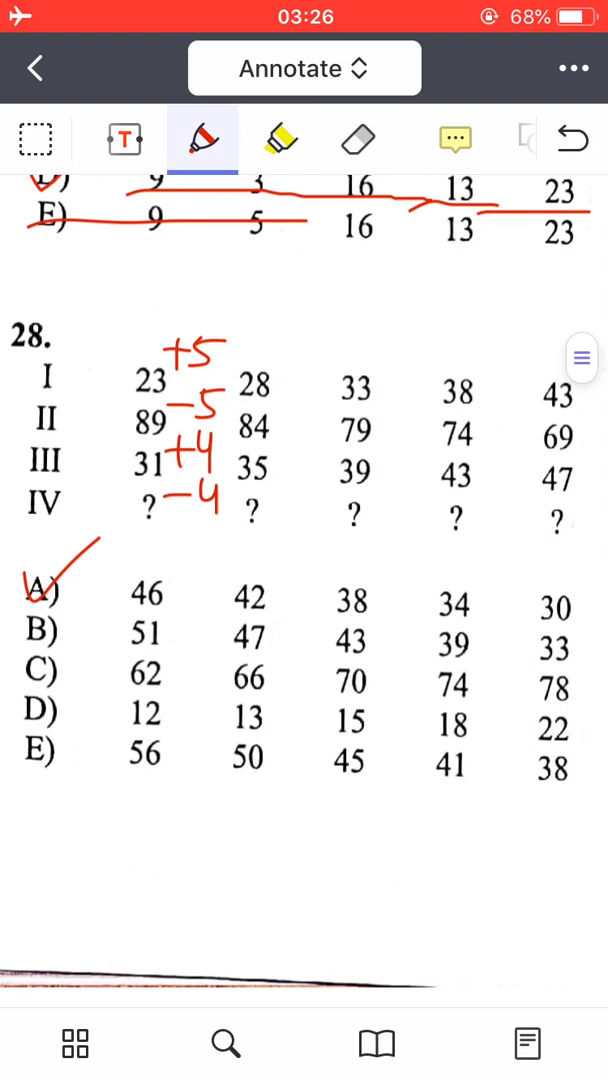 03:26
68%
Annotate
T
D) 9 3 16 13 23
E) 9 5 16 13 23
28.
+5
I 23 28 33 38 43
-5
II 89 84 79 74 69
+4
III 31 35 39 43 47
-4
IV ? ? ? ? ?
A) 46 42 38 34 30
B) 51 47 43 39 33
C) 62 66 70 74 78
D) 12 13 15 18 22
E) 56 50 45 41 38